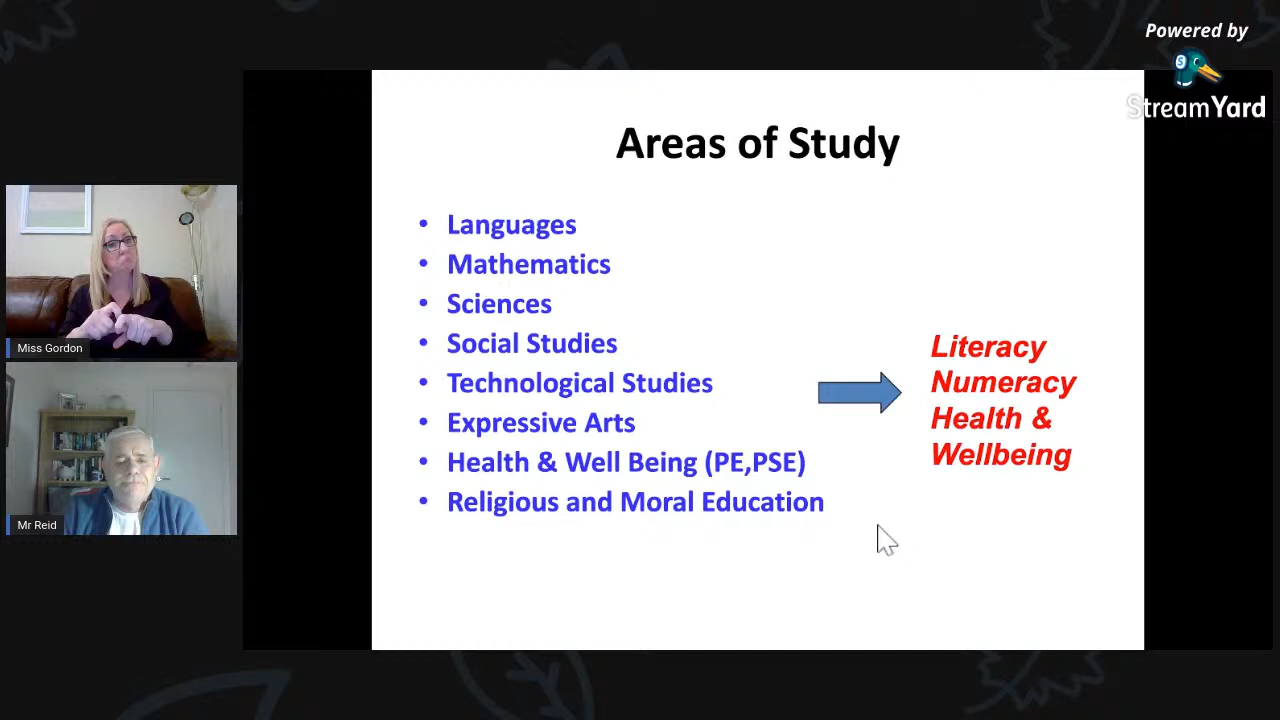 Powered by
StreamYard
Areas of Study
• Languages
• Mathematics
• Sciences
• Social Studies
• Technological Studies
• Expressive Arts
• Health & Well Being (PE,PSE)
• Religious and Moral Education
Literacy
Numeracy
Health &
Wellbeing
Miss Gordon
Mr Reid